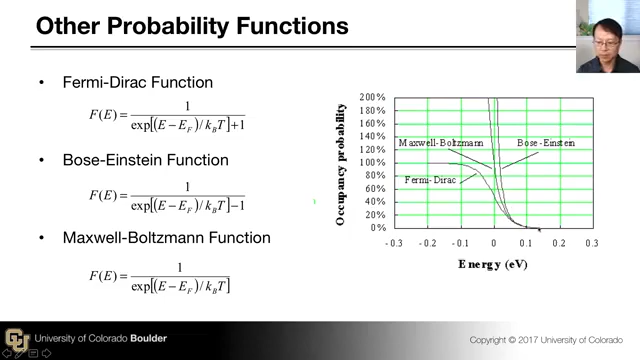 Other Probability Functions
• Fermi-Dirac Function
F(E) = 1 / exp[(E − E_F)/k_B T] + 1
• Bose-Einstein Function
F(E) = 1 / exp[(E − E_F)/k_B T] − 1
• Maxwell-Boltzmann Function
F(E) = 1 / exp[(E − E_F)/k_B T]
Occupancy probability
200%
180%
160%
140%
120%
100%
80%
60%
40%
20%
0%
Maxwell-Boltzmann
Bose-Einstein
Fermi-Dirac
-0.3 -0.2 -0.1 0 0.1 0.2 0.3
Energy (eV)
CU
University of Colorado Boulder
Copyright © 2017 University of Colorado